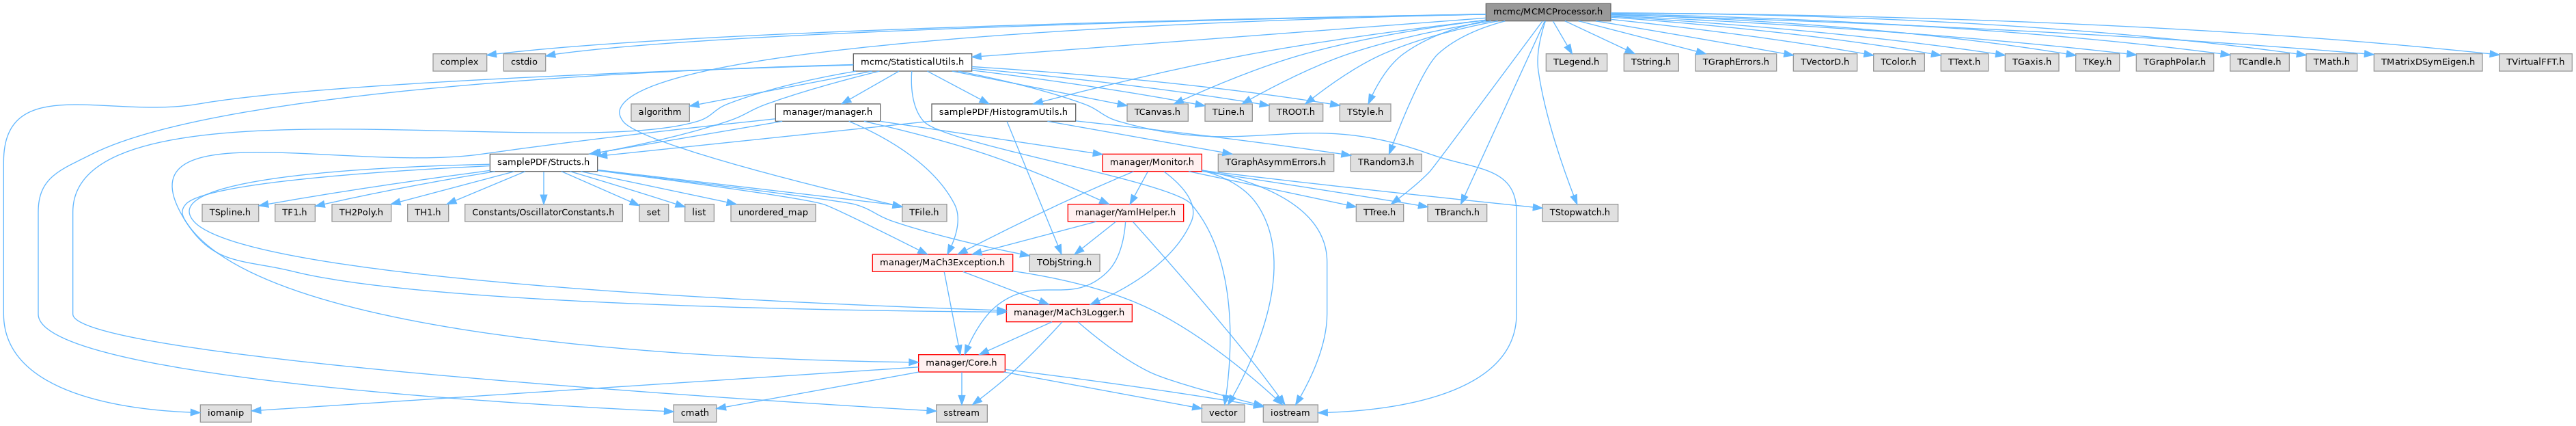 mcmc/MCMCProcessor.h
complex
cstdio
mcmc/StatisticalUtils.h
TLegend.h
TString.h
TGraphErrors.h
TVectorD.h
TColor.h
TText.h
TGaxis.h
TKey.h
TGraphPolar.h
TCandle.h
TMath.h
TMatrixDSymEigen.h
TVirtualFFT.h
algorithm
manager/manager.h
samplePDF/HistogramUtils.h
TCanvas.h
TLine.h
TROOT.h
TStyle.h
samplePDF/Structs.h
manager/Monitor.h
TGraphAsymmErrors.h
TRandom3.h
TSpline.h
TF1.h
TH2Poly.h
TH1.h
Constants/OscillatorConstants.h
set
list
unordered_map
TFile.h
manager/YamlHelper.h
TTree.h
TBranch.h
TStopwatch.h
manager/MaCh3Exception.h
TObjString.h
manager/MaCh3Logger.h
manager/Core.h
iomanip
cmath
sstream
vector
iostream